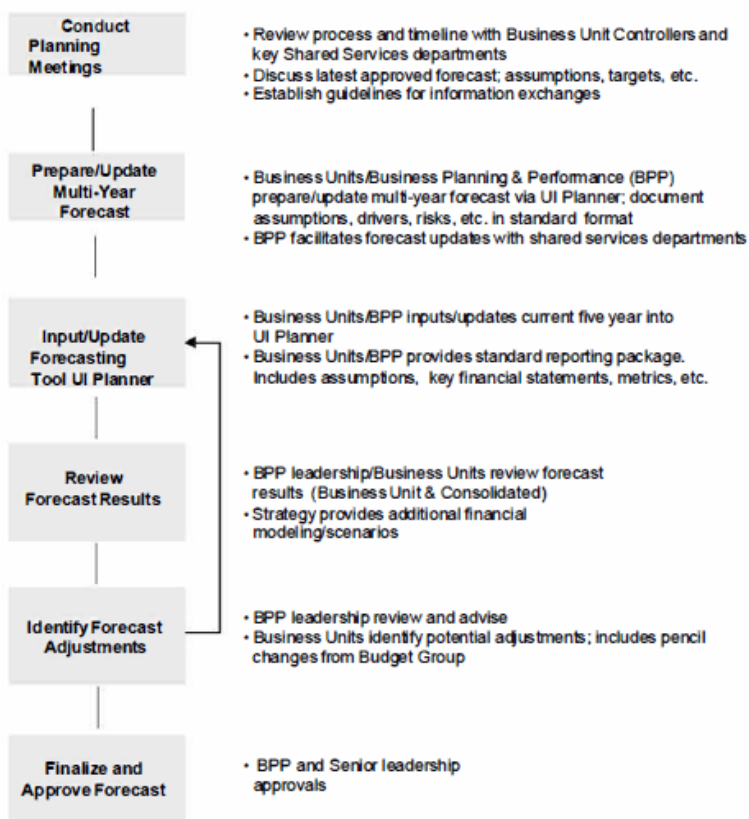 Conduct
Planning
Meetings
• Review process and timeline with Business Unit Controllers and
key Shared Services departments
• Discuss latest approved forecast; assumptions, targets, etc.
• Establish guidelines for information exchanges
Prepare/Update
Multi-Year
Forecast
• Business Units/Business Planning & Performance (BPP)
prepare/update multi-year forecast via UI Planner; document
assumptions, drivers, risks, etc. in standard format
• BPP facilitates forecast updates with shared services departments
Input/Update
Forecasting
Tool UI Planner
• Business Units/BPP inputs/updates current five year into
UI Planner
• Business Units/BPP provides standard reporting package.
Includes assumptions, key financial statements, metrics, etc.
Review
Forecast Results
• BPP leadership/Business Units review forecast
results (Business Unit & Consolidated)
• Strategy provides additional financial
modeling/scenarios
Identify Forecast
Adjustments
• BPP leadership review and advise
• Business Units identify potential adjustments; includes pencil
changes from Budget Group
Finalize and
Approve Forecast
• BPP and Senior leadership
approvals